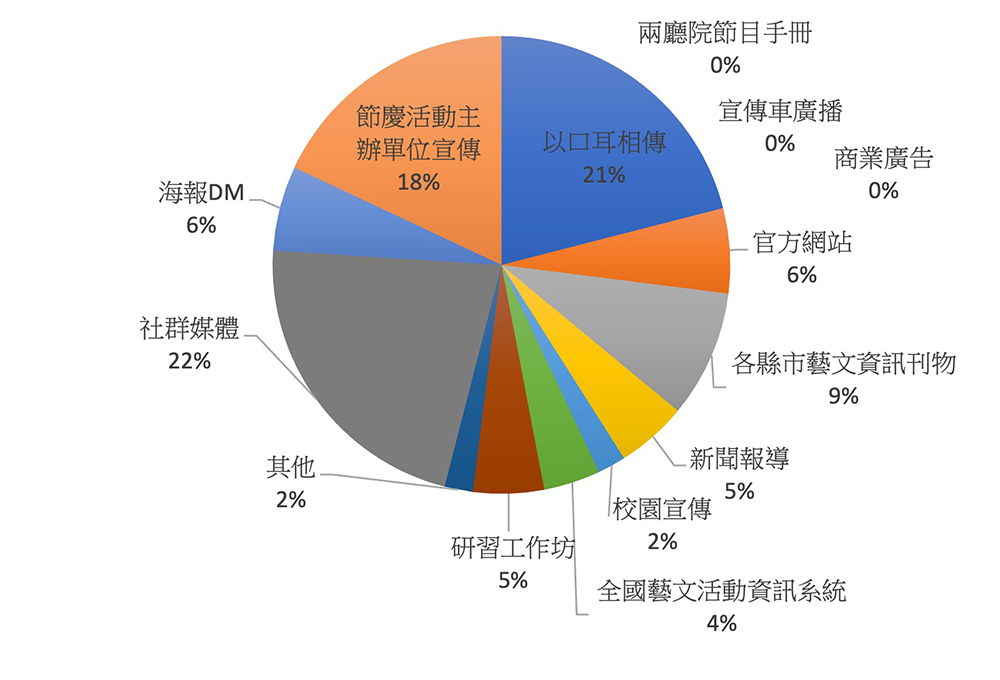 兩廳院節目手冊
0%
宣傳車廣播
0%
商業廣告
0%
以口耳相傳
21%
官方網站
6%
各縣市藝文資訊刊物
9%
新聞報導
5%
校園宣傳
2%
全國藝文活動資訊系統
4%
研習工作坊
5%
其他
2%
社群媒體
22%
海報DM
6%
節慶活動主
辦單位宣傳
18%